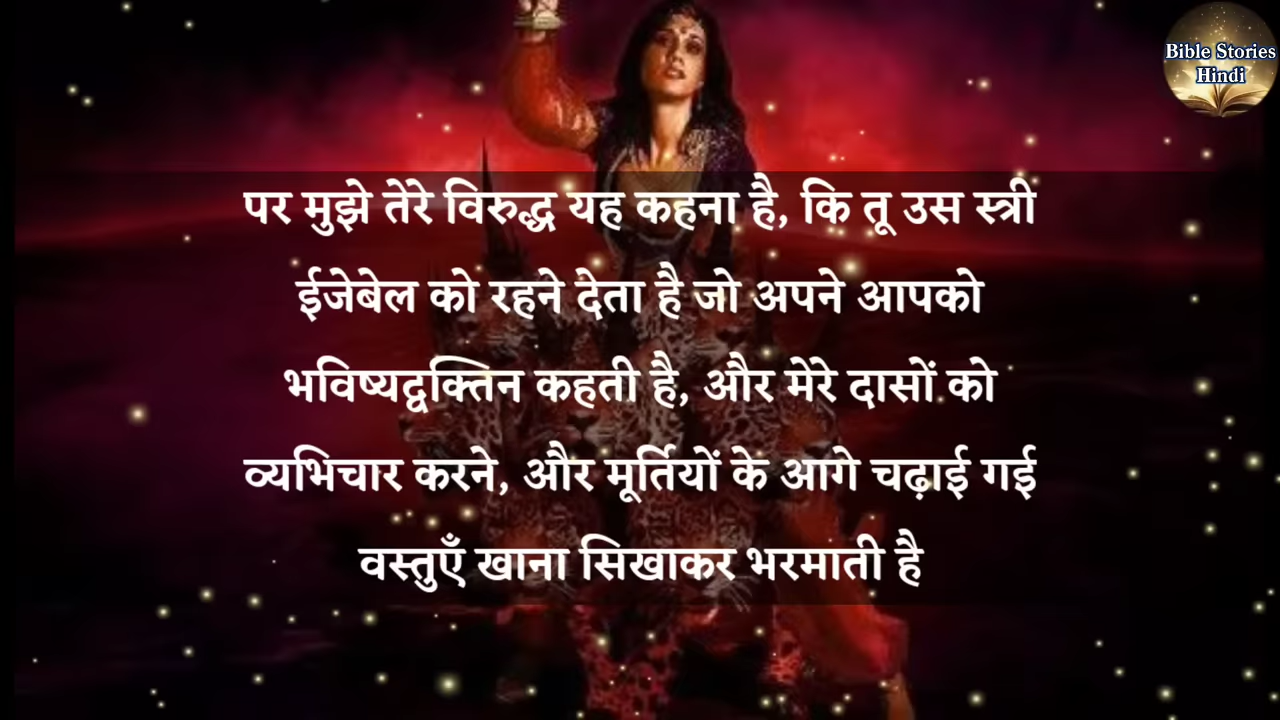 Bible Stories
Hindi
पर मुझे तेरे विरुद्ध यह कहना है, कि तू उस स्त्री
ईजेबेल को रहने देता है जो अपने आपको
भविष्यद्वक्तिन कहती है, और मेरे दासों को
व्यभिचार करने, और मूर्तियों के आगे चढ़ाई गई
वस्तुएँ खाना सिखाकर भरमाती है